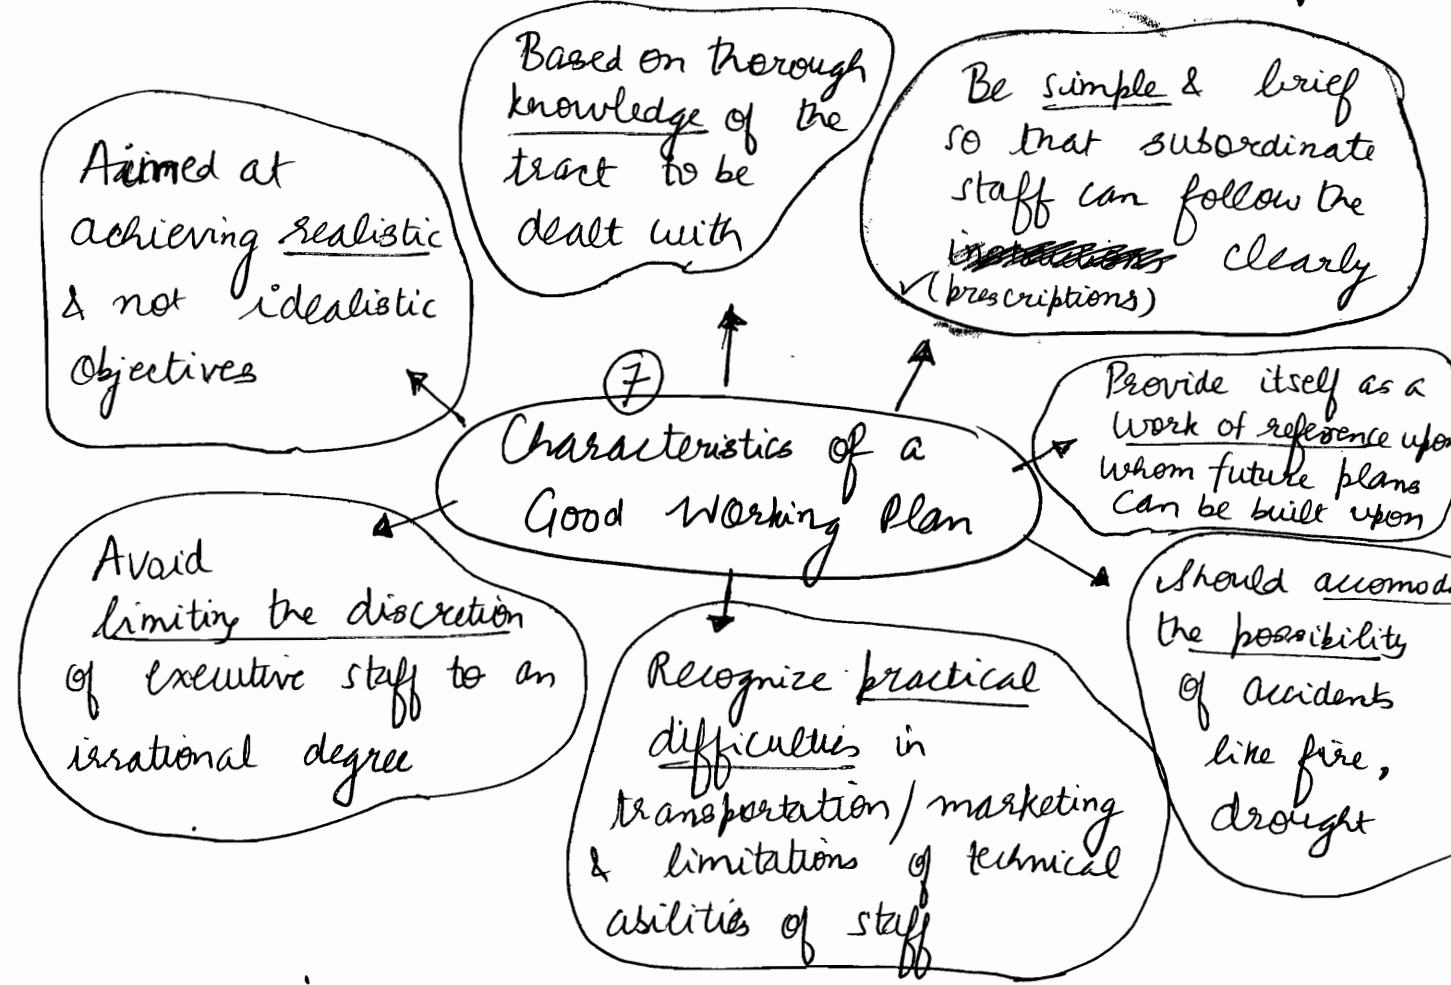 Based on thorough
knowledge of the
tract to be
dealt with
Be simple & brief
so that subordinate
staff can follow the
clearly
✓(prescriptions)
Aimed at
achieving realistic
& not idealistic
objectives
7
Characteristics of a
Good Working Plan
Provide itself as a
work of reference upon
whom future plans
can be built upon
Avoid
limiting the discretion
of executive staff to an
irrational degree
Recognize practical
difficulties in
transportation/marketing
& limitations of technical
abilities of staff
Should accomod
the possibility
of accidents
like fire,
drought